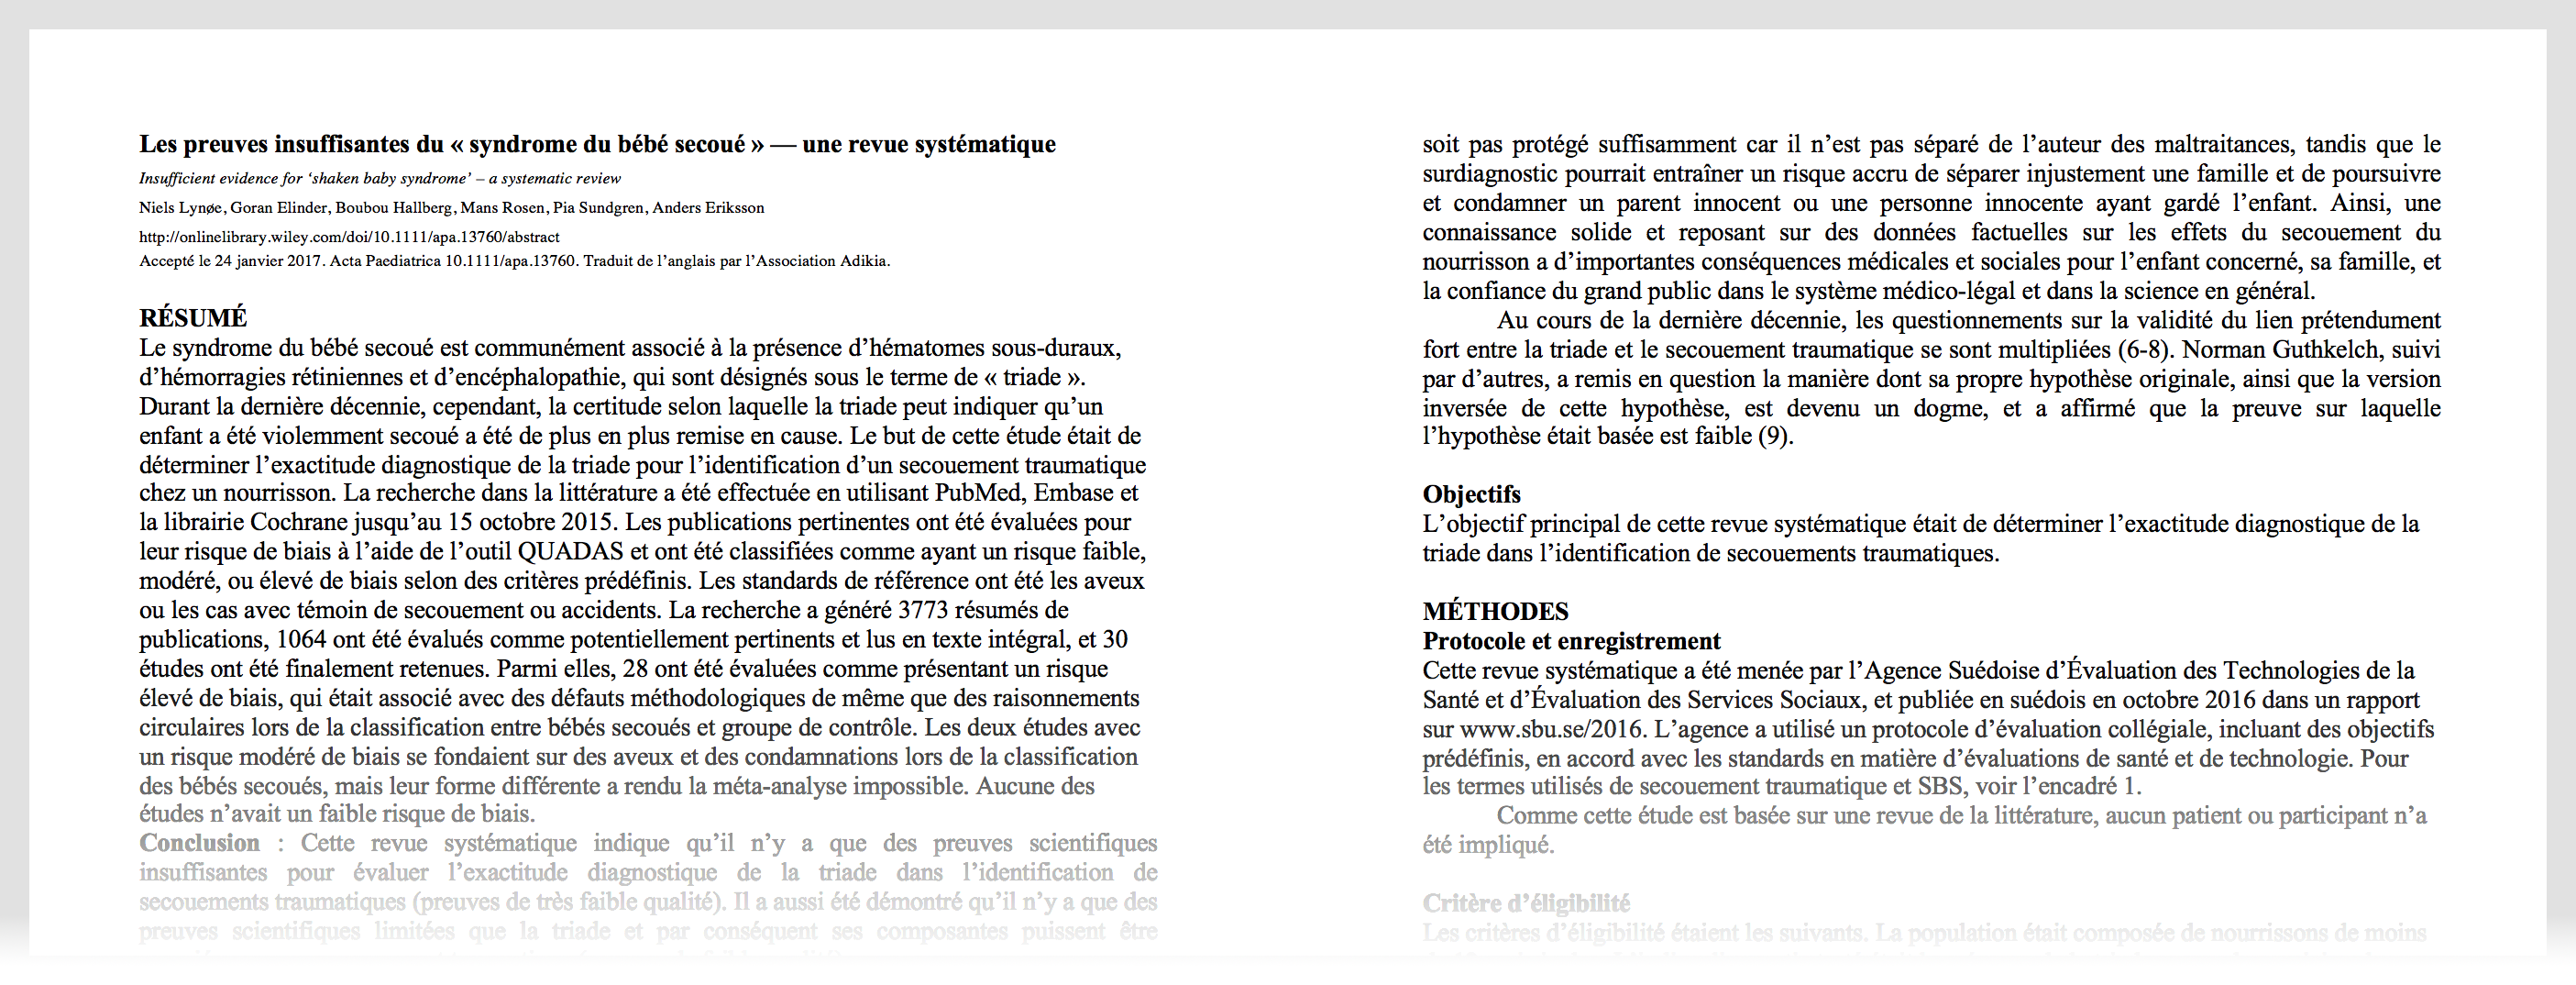 Les preuves insuffisantes du « syndrome du bébé secoué » — une revue systématique
Insufficient evidence for ‘shaken baby syndrome’ – a systematic review
Niels Lynøe, Goran Elinder, Boubou Hallberg, Mans Rosen, Pia Sundgren, Anders Eriksson
http://onlinelibrary.wiley.com/doi/10.1111/apa.13760/abstract
Accepté le 24 janvier 2017. Acta Paediatrica 10.1111/apa.13760. Traduit de l’anglais par l’Association Adikia.
RÉSUMÉ
Le syndrome du bébé secoué est communément associé à la présence d’hématomes sous-duraux,
d’hémorragies rétiniennes et d’encéphalopathie, qui sont désignés sous le terme de « triade ».
Durant la dernière décennie, cependant, la certitude selon laquelle la triade peut indiquer qu’un
enfant a été violemment secoué a été de plus en plus remise en cause. Le but de cette étude était de
déterminer l’exactitude diagnostique de la triade pour l’identification d’un secouement traumatique
chez un nourrisson. La recherche dans la littérature a été effectuée en utilisant PubMed, Embase et
la librairie Cochrane jusqu’au 15 octobre 2015. Les publications pertinentes ont été évaluées pour
leur risque de biais à l’aide de l’outil QUADAS et ont été classifiées comme ayant un risque faible,
modéré, ou élevé de biais selon des critères prédéfinis. Les standards de référence ont été les aveux
ou les cas avec témoin de secouement ou accidents. La recherche a généré 3773 résumés de
publications, 1064 ont été évalués comme potentiellement pertinents et lus en texte intégral, et 30
études ont été finalement retenues. Parmi elles, 28 ont été évaluées comme présentant un risque
élevé de biais, qui était associé avec des défauts méthodologiques de même que des raisonnements
circulaires lors de la classification entre bébés secoués et groupe de contrôle. Les deux études avec
un risque modéré de biais se fondaient sur des aveux et des condamnations lors de la classification
des bébés secoués, mais leur forme différente a rendu la méta-analyse impossible. Aucune des
études n’avait un faible risque de biais.
Conclusion : Cette revue systématique indique qu’il n’y a que des preuves scientifiques
insuffisantes pour évaluer l’exactitude diagnostique de la triade dans l’identification de
secouements traumatiques (preuves de très faible qualité). Il a aussi été démontré qu’il n’y a que des
preuves scientifiques limitées que la triade et par conséquent ses composantes puissent être
soit pas protégé suffisamment car il n’est pas séparé de l’auteur des maltraitances, tandis que le
surdiagnostic pourrait entraîner un risque accru de séparer injustement une famille et de poursuivre
et condamner un parent innocent ou une personne innocente ayant gardé l’enfant. Ainsi, une
connaissance solide et reposant sur des données factuelles sur les effets du secouement du
nourrisson a d’importantes conséquences médicales et sociales pour l’enfant concerné, sa famille, et
la confiance du grand public dans le système médico-légal et dans la science en général.
Au cours de la dernière décennie, les questionnements sur la validité du lien prétendument
fort entre la triade et le secouement traumatique se sont multipliées (6-8). Norman Guthkelch, suivi
par d’autres, a remis en question la manière dont sa propre hypothèse originale, ainsi que la version
inversée de cette hypothèse, est devenu un dogme, et a affirmé que la preuve sur laquelle
l’hypothèse était basée est faible (9).
Objectifs
L’objectif principal de cette revue systématique était de déterminer l’exactitude diagnostique de la
triade dans l’identification de secouements traumatiques.
MÉTHODES
Protocole et enregistrement
Cette revue systématique a été menée par l’Agence Suédoise d’Évaluation des Technologies de la
Santé et d’Évaluation des Services Sociaux, et publiée en suédois en octobre 2016 dans un rapport
sur www.sbu.se/2016. L’agence a utilisé un protocole d’évaluation collégiale, incluant des objectifs
prédéfinis, en accord avec les standards en matière d’évaluations de santé et de technologie. Pour
les termes utilisés de secouement traumatique et SBS, voir l’encadré 1.
Comme cette étude est basée sur une revue de la littérature, aucun patient ou participant n’a
été impliqué.
Critère d’éligibilité
Les critères d’éligibilité étaient les suivants. La population était composée de nourrissons de moins